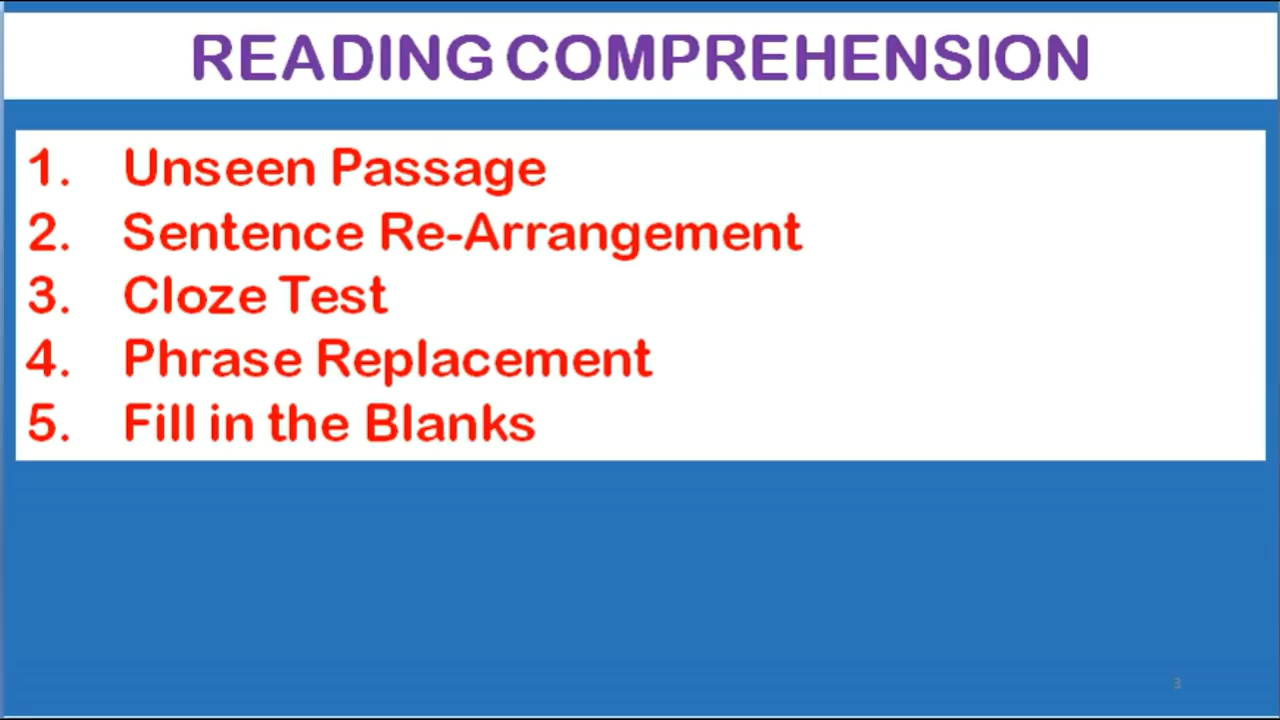 READING COMPREHENSION
1. Unseen Passage
2. Sentence Re-Arrangement
3. Cloze Test
4. Phrase Replacement
5. Fill in the Blanks
3